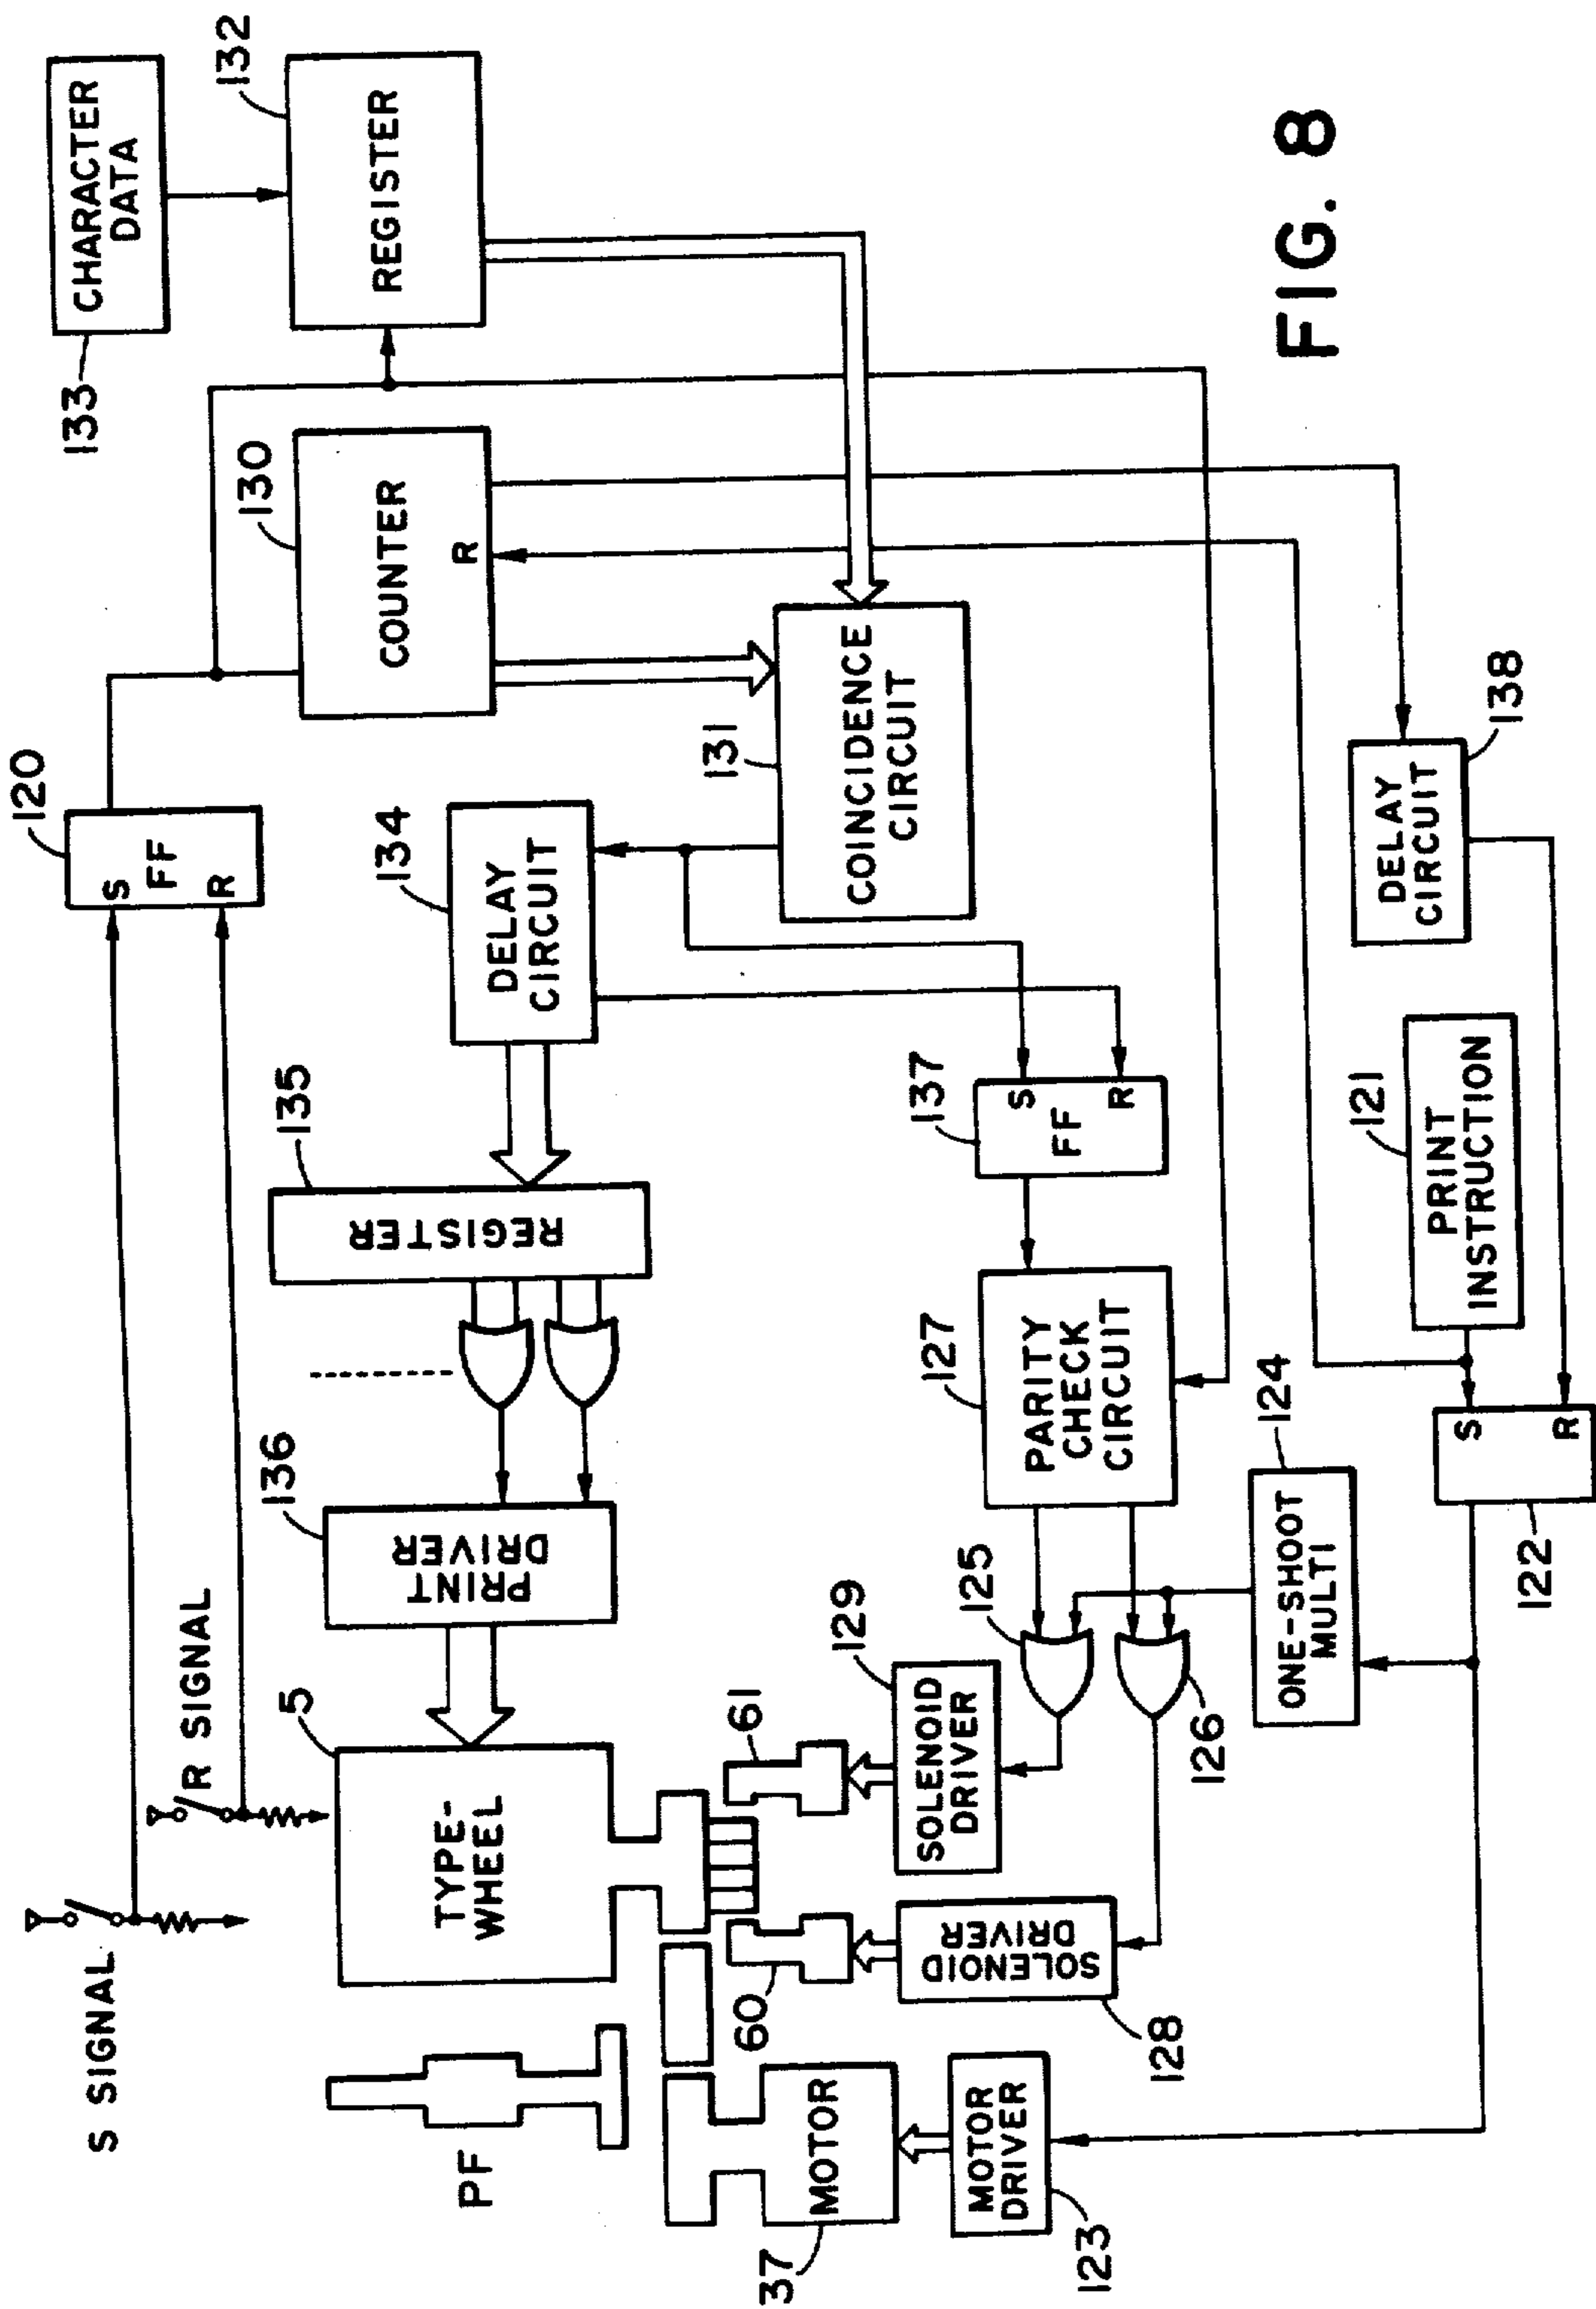 S SIGNAL
R SIGNAL
120
S
FF
R
133
CHARACTER
DATA
132
REGISTER
130
COUNTER
R
131
COINCIDENCE
CIRCUIT
134
DELAY
CIRCUIT
135
REGISTER
136
PRINT
DRIVER
5
TYPE-
WHEEL
PF
37
MOTOR
123
MOTOR
DRIVER
60
61
128
SOLENOID
DRIVER
129
SOLENOID
DRIVER
125
126
127
PARITY
CHECK
CIRCUIT
137
S
FF
R
124
ONE-SHOOT
MULTI
122
S
R
121
PRINT
INSTRUCTION
138
DELAY
CIRCUIT
FIG. 8